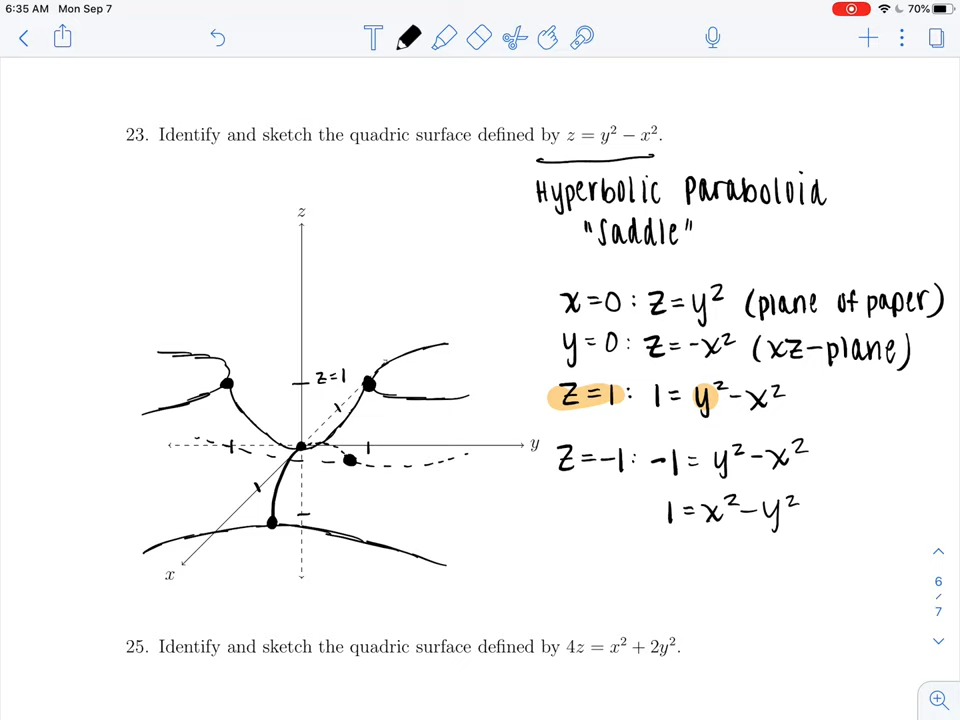 6:35 AM Mon Sep 7
70%
T
23. Identify and sketch the quadric surface defined by z = y² − x².
Hyperbolic Paraboloid
"Saddle"
z
x=0: z=y² (plane of paper)
y=0: z=-x² (xz-plane)
z=1
z=1: 1=y²-x²
1
1
y
z=-1: -1=y²-x²
1=x²-y²
x
6
/
7
25. Identify and sketch the quadric surface defined by 4z = x² + 2y².